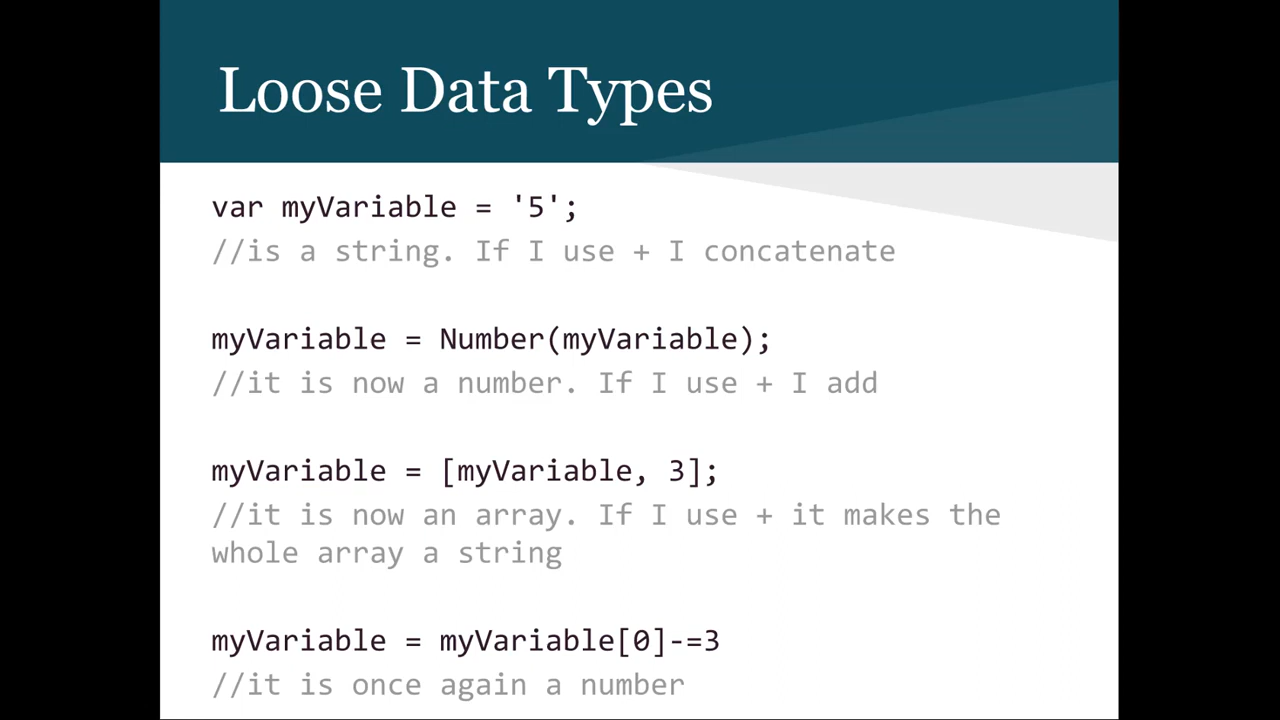 Loose Data Types
var myVariable = '5';
//is a string. If I use + I concatenate
myVariable = Number(myVariable);
//it is now a number. If I use + I add
myVariable = [myVariable, 3];
//it is now an array. If I use + it makes the
whole array a string
myVariable = myVariable[0]-=3
//it is once again a number